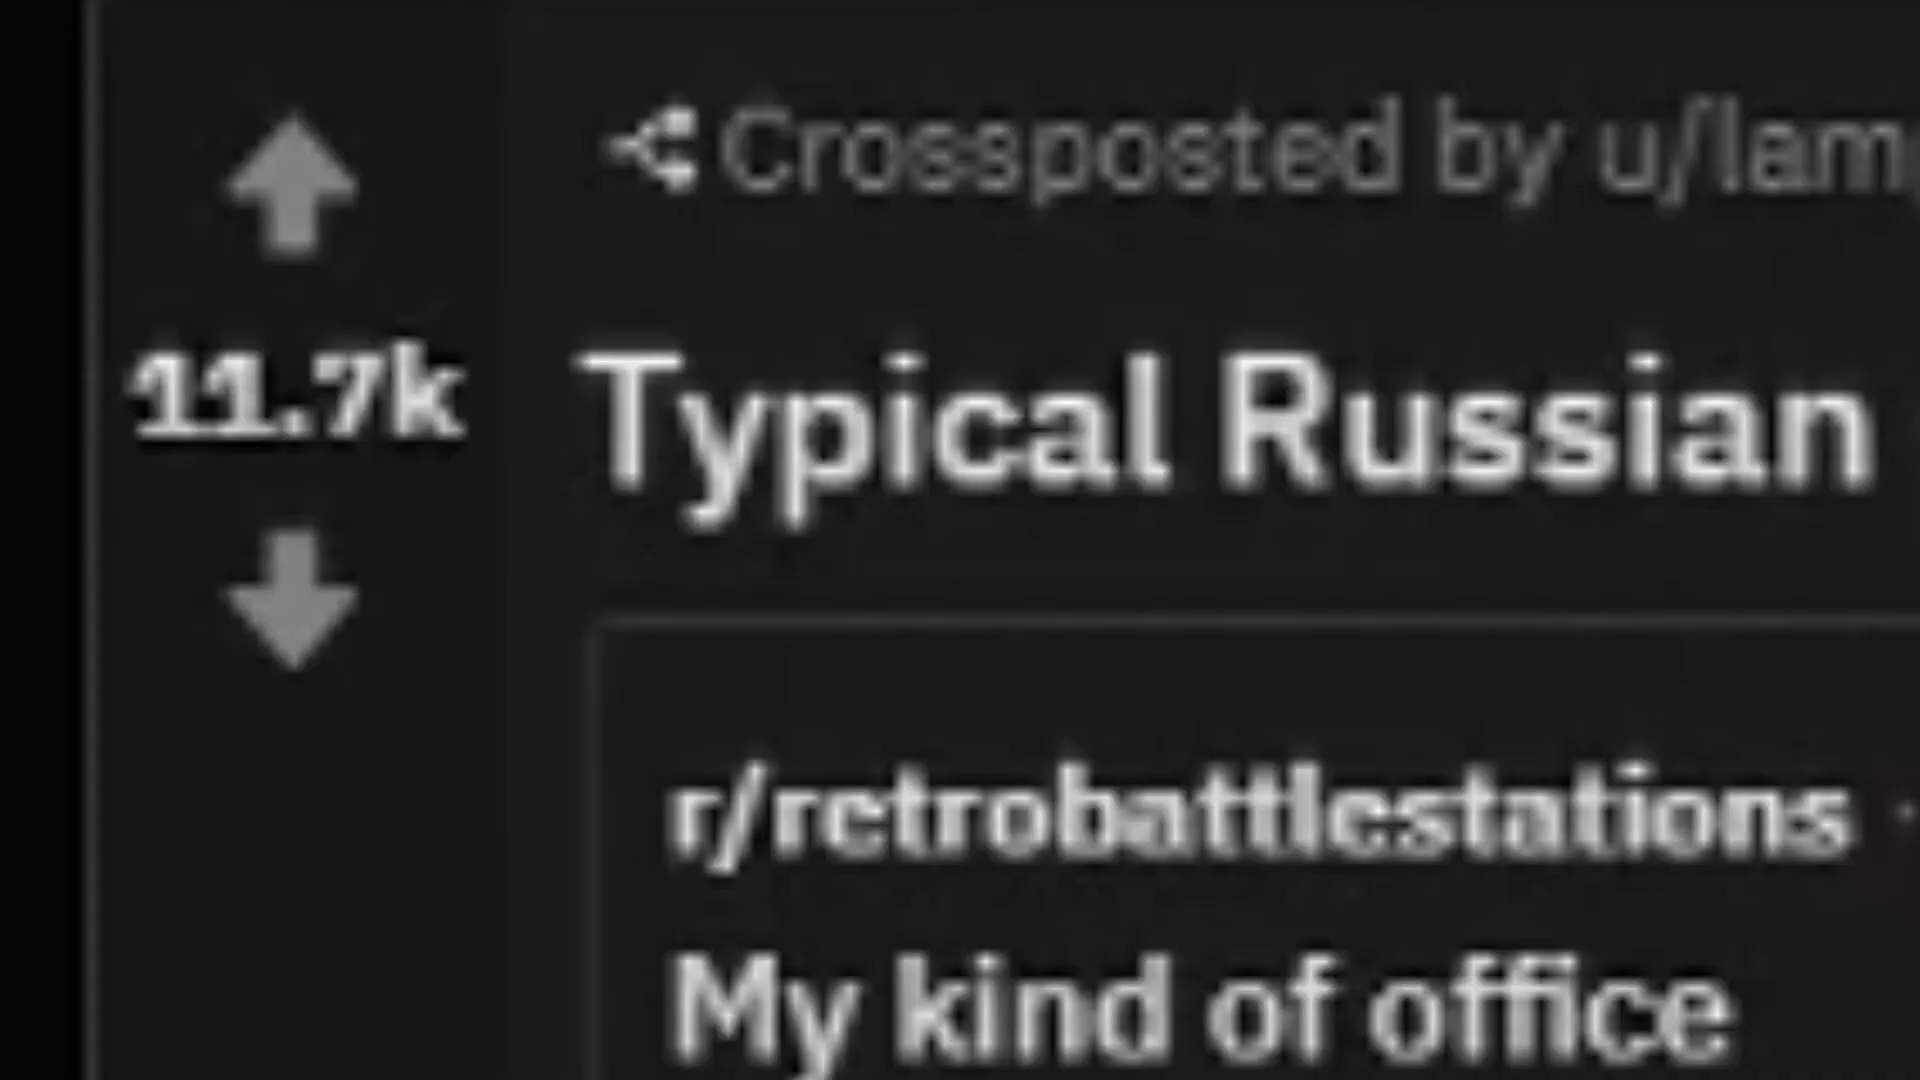 Crossposted by u/lam
11.7k
Typical Russian
r/retrobattlestations ·
My kind of office